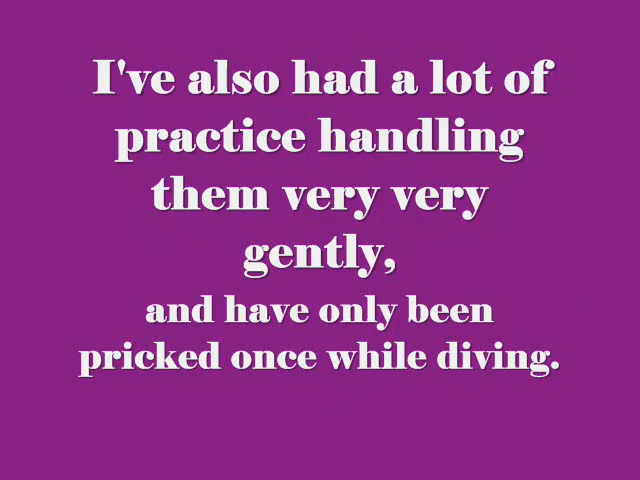 I've also had a lot of
practice handling
them very very
gently,
and have only been
pricked once while diving.